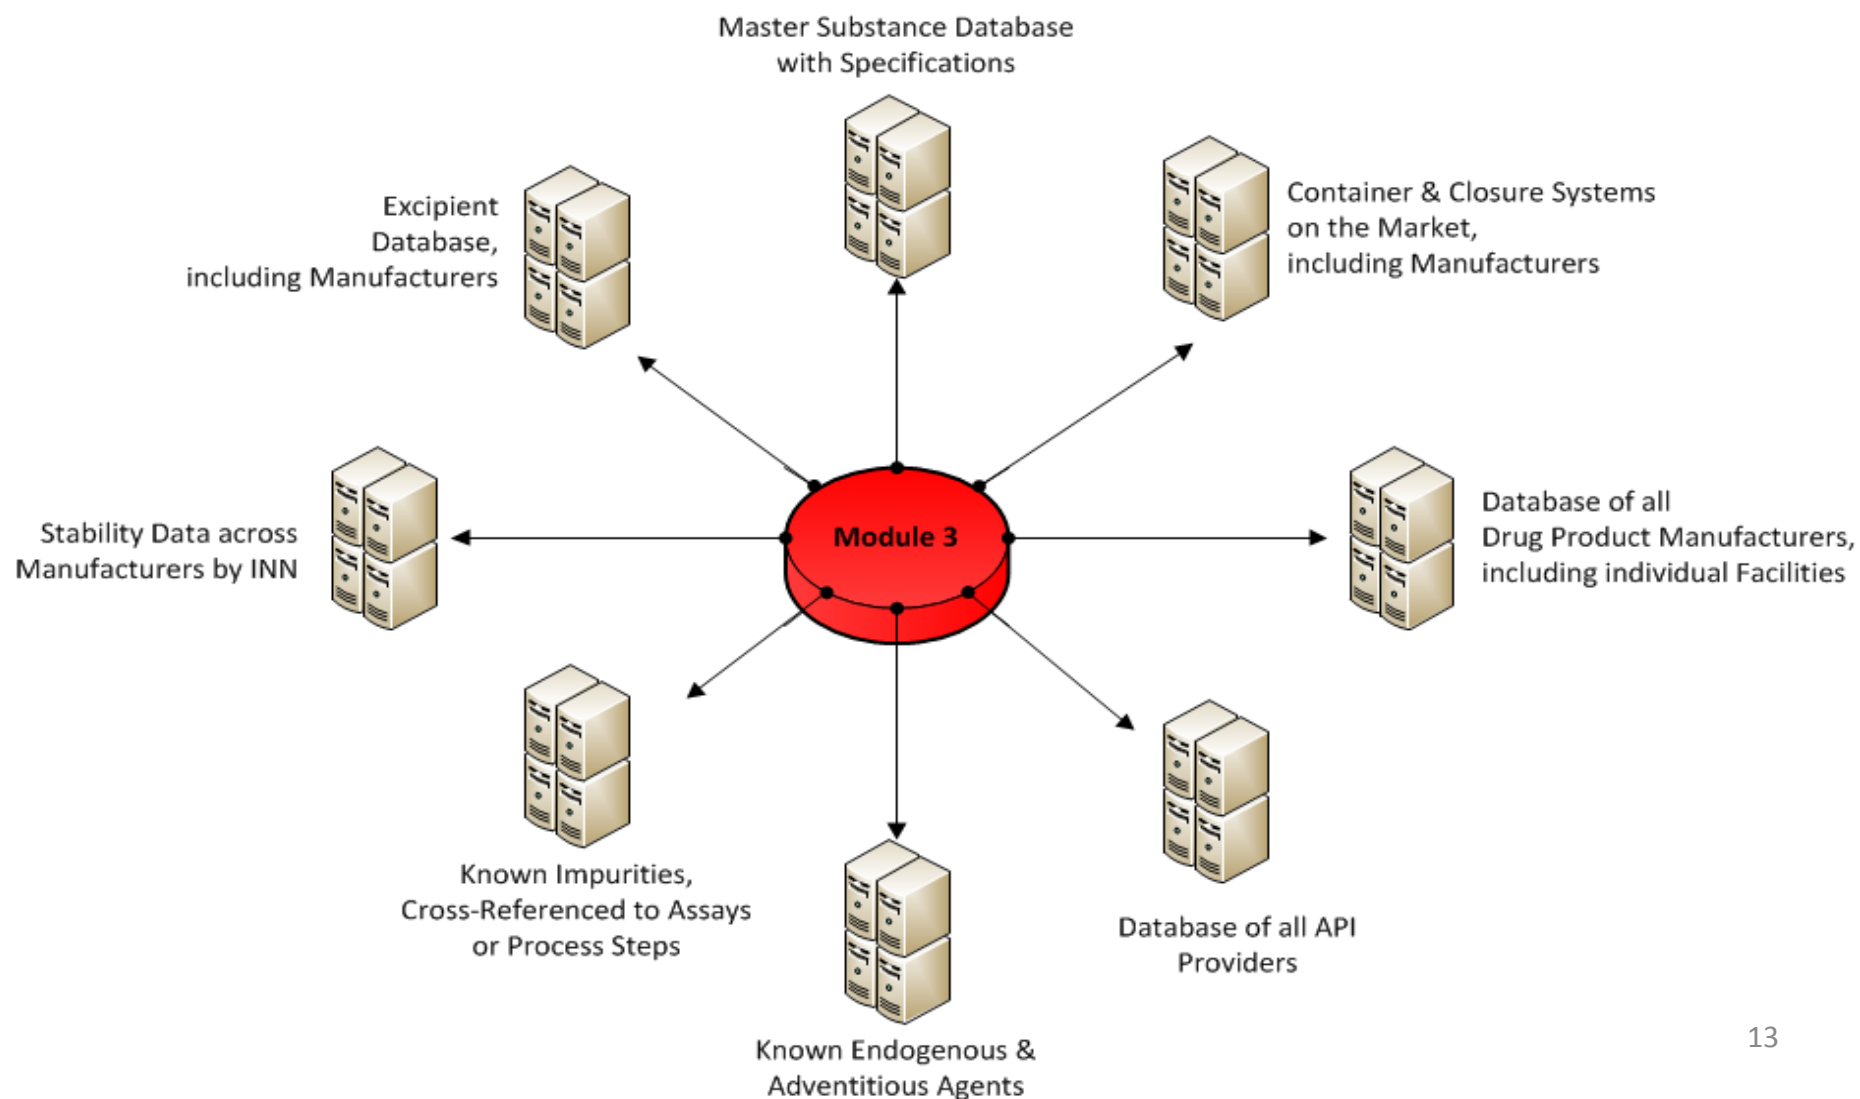 Master Substance Database
with Specifications
Excipient
Database,
including Manufacturers
Container & Closure Systems
on the Market,
including Manufacturers
Stability Data across
Manufacturers by INN
Module 3
Database of all
Drug Product Manufacturers,
including individual Facilities
Known Impurities,
Cross-Referenced to Assays
or Process Steps
Database of all API
Providers
Known Endogenous &
Adventitious Agents
13